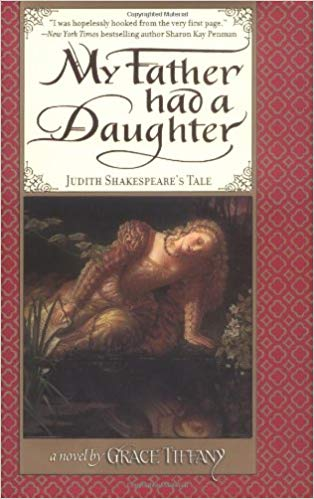 "I was hopelessly hooked from the very first page."
—New York Times bestselling author Sharon Kay Penman
My Father
had a
Daughter
JUDITH SHAKESPEARE'S TALE
a novel by GRACE TIFFANY